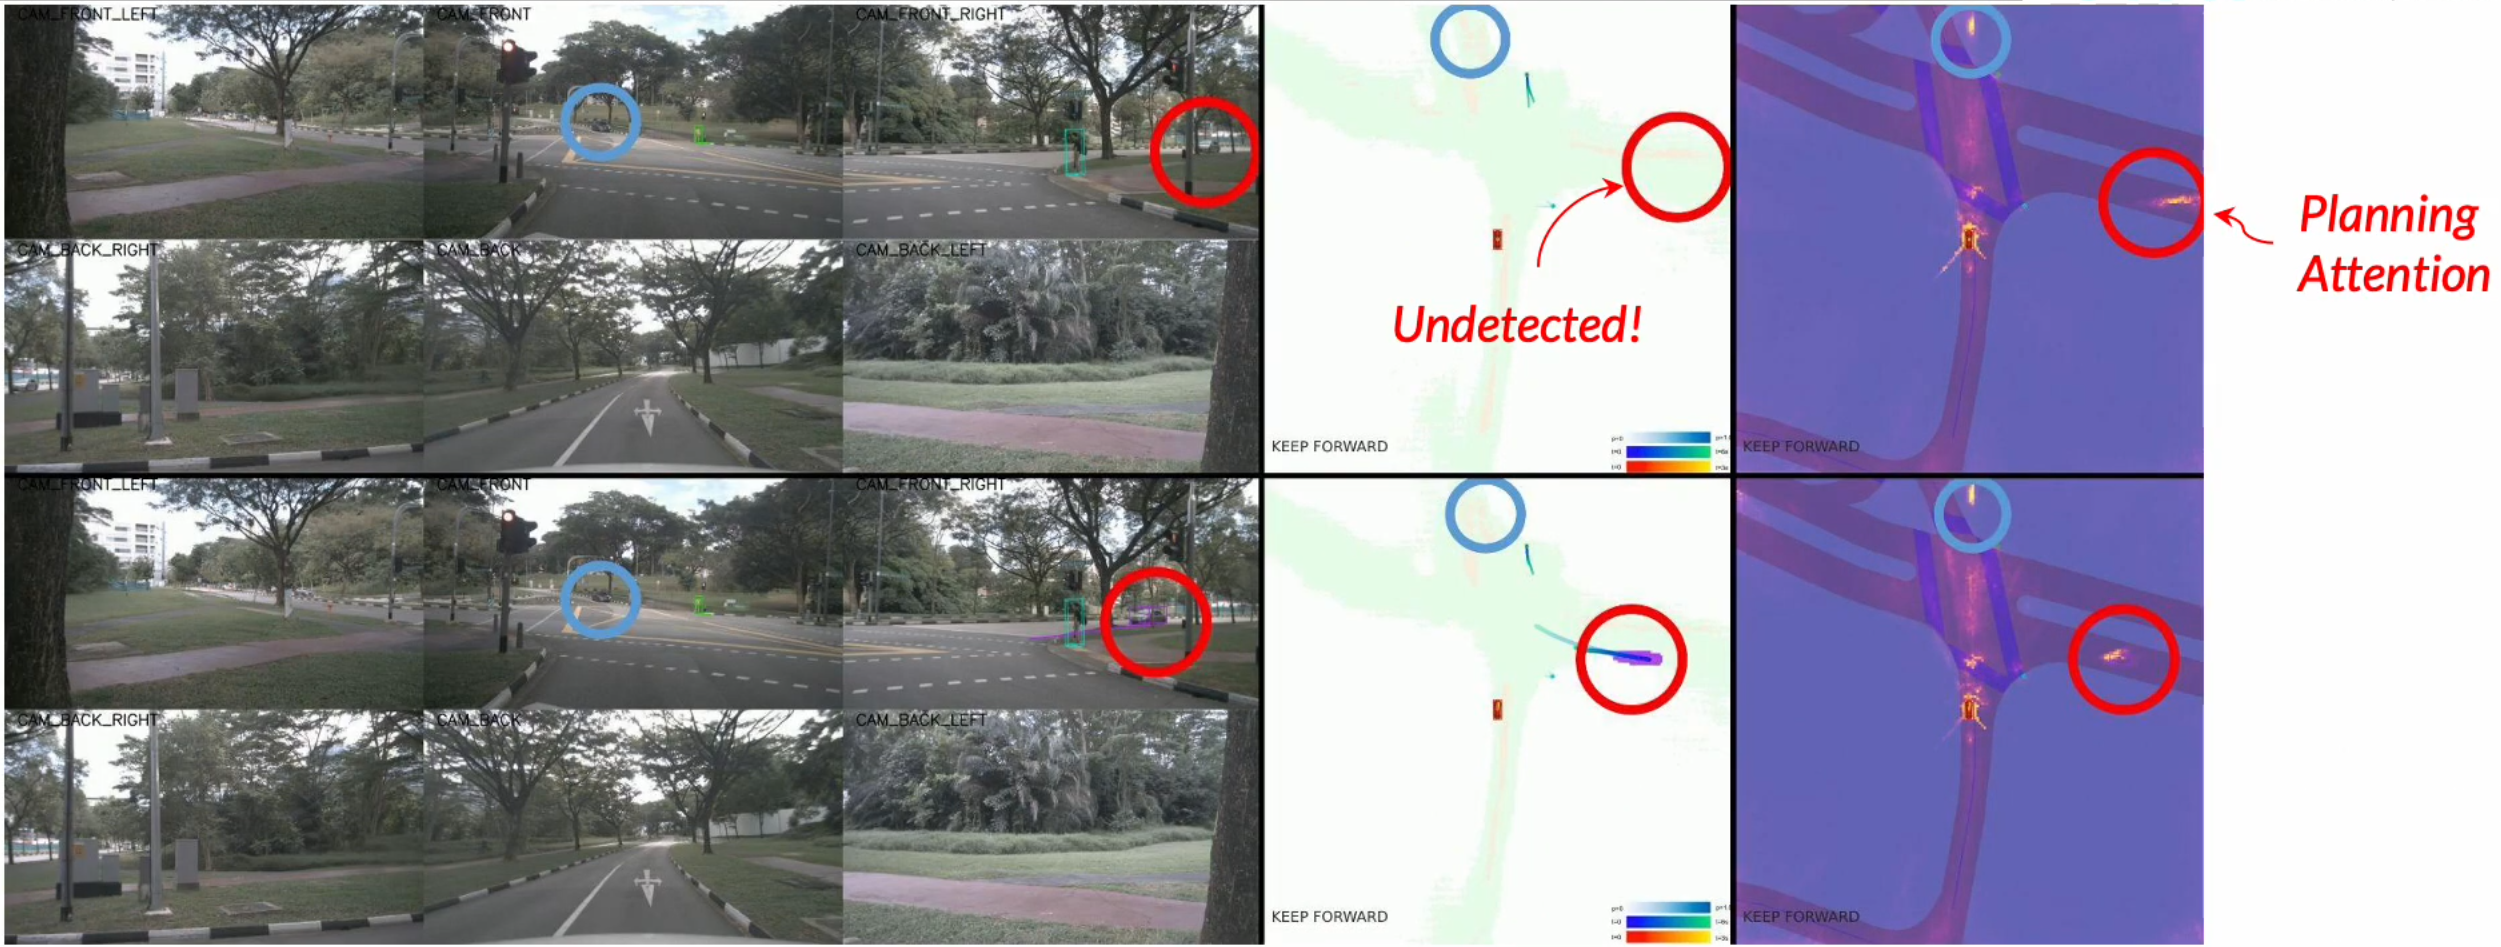 CAM_FRONT_LEFT
CAM_FRONT
CAM_FRONT_RIGHT
Planning
Attention
CAM_BACK_RIGHT
CAM_BACK
CAM_BACK_LEFT
Undetected!
KEEP FORWARD
KEEP FORWARD
CAM_FRONT_LEFT
CAM_FRONT
CAM_FRONT_RIGHT
CAM_BACK_RIGHT
CAM_BACK
CAM_BACK_LEFT
KEEP FORWARD
KEEP FORWARD